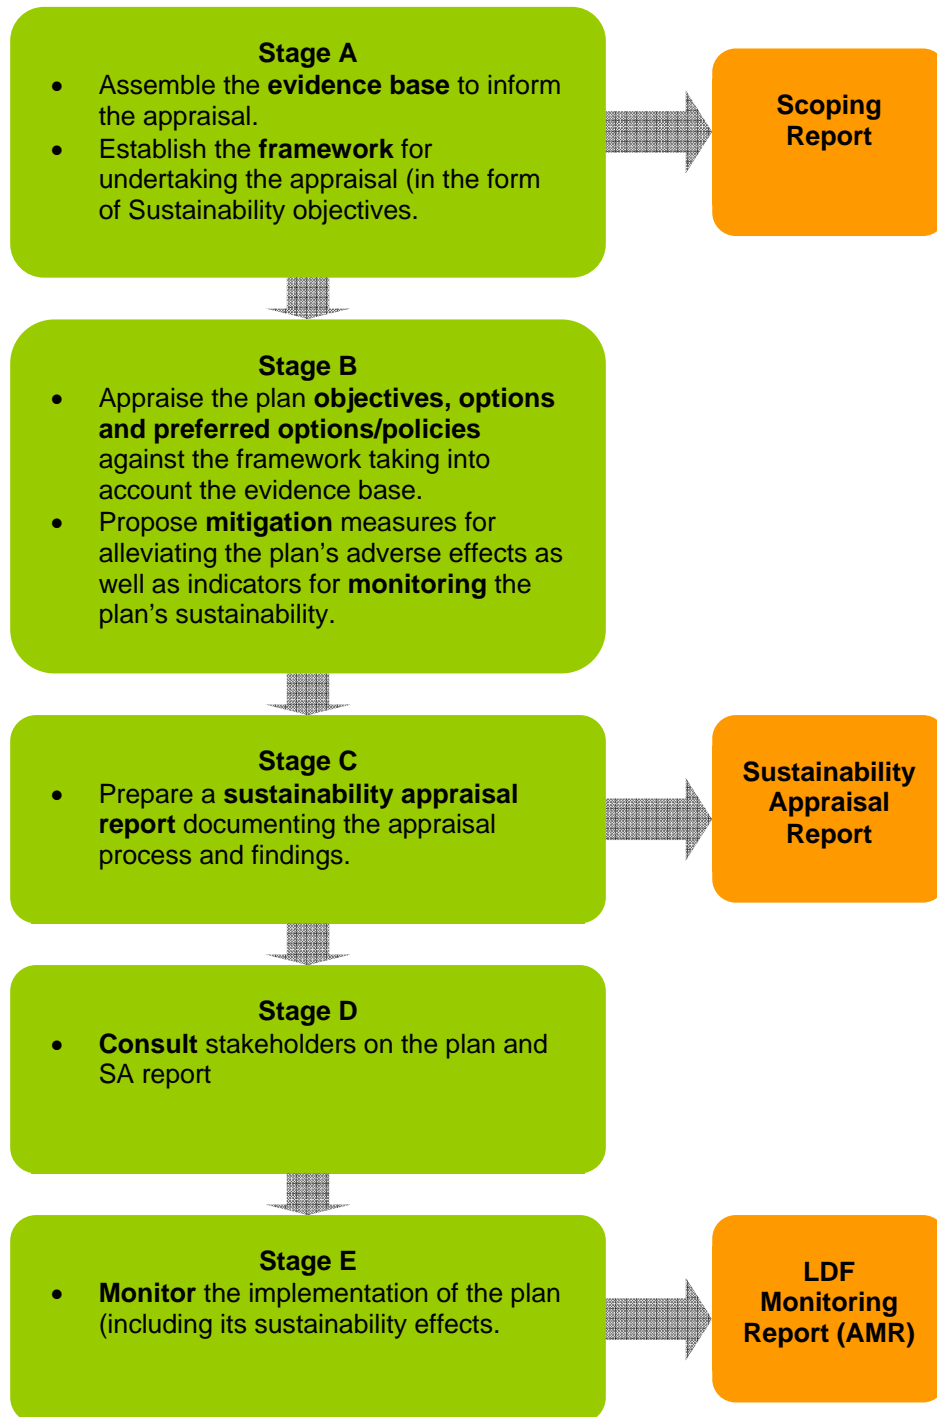 Stage A
• Assemble the evidence base to inform
the appraisal.
• Establish the framework for
undertaking the appraisal (in the form
of Sustainability objectives.
Scoping
Report
Stage B
• Appraise the plan objectives, options
and preferred options/policies
against the framework taking into
account the evidence base.
• Propose mitigation measures for
alleviating the plan’s adverse effects as
well as indicators for monitoring the
plan’s sustainability.
Stage C
• Prepare a sustainability appraisal
report documenting the appraisal
process and findings.
Sustainability
Appraisal
Report
Stage D
• Consult stakeholders on the plan and
SA report
Stage E
• Monitor the implementation of the plan
(including its sustainability effects.
LDF
Monitoring
Report (AMR)